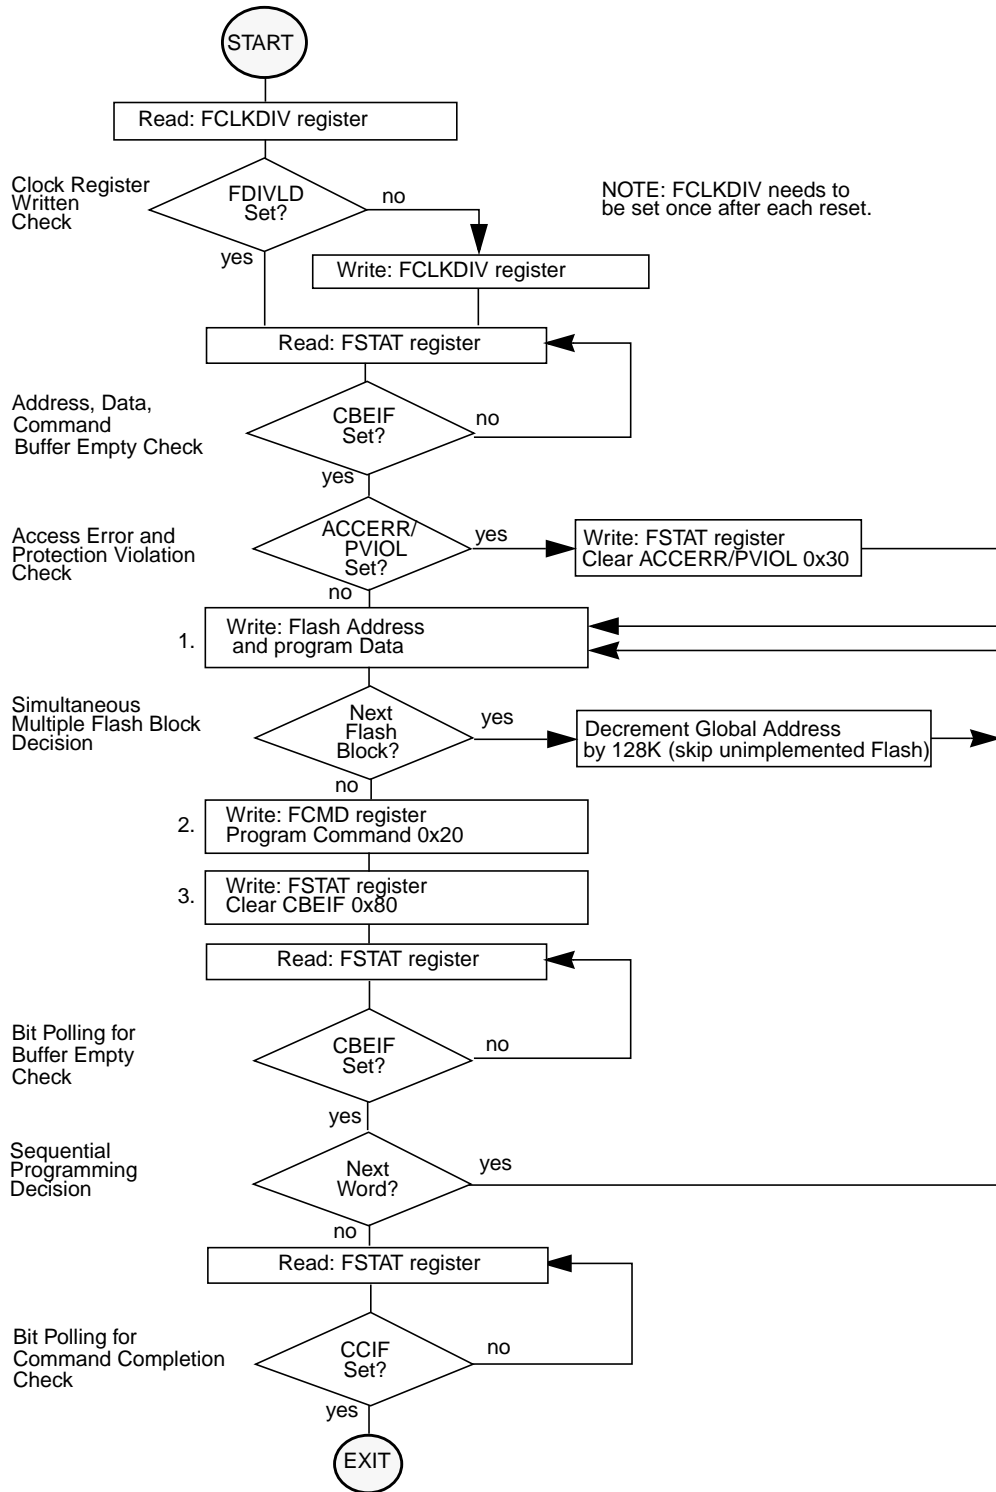 START
Read: FCLKDIV register
Clock Register
Written
Check
FDIVLD
Set?
no
yes
NOTE: FCLKDIV needs to
be set once after each reset.
Write: FCLKDIV register
Read: FSTAT register
Address, Data,
Command
Buffer Empty Check
CBEIF
Set?
no
yes
Access Error and
Protection Violation
Check
ACCERR/
PVIOL
Set?
yes
no
Write: FSTAT register
Clear ACCERR/PVIOL 0x30
1.
Write: Flash Address
and program Data
Simultaneous
Multiple Flash Block
Decision
Next
Flash
Block?
yes
no
Decrement Global Address
by 128K (skip unimplemented Flash)
2.
Write: FCMD register
Program Command 0x20
3.
Write: FSTAT register
Clear CBEIF 0x80
Read: FSTAT register
Bit Polling for
Buffer Empty
Check
CBEIF
Set?
no
yes
Sequential
Programming
Decision
Next
Word?
yes
no
Read: FSTAT register
Bit Polling for
Command Completion
Check
CCIF
Set?
no
yes
EXIT